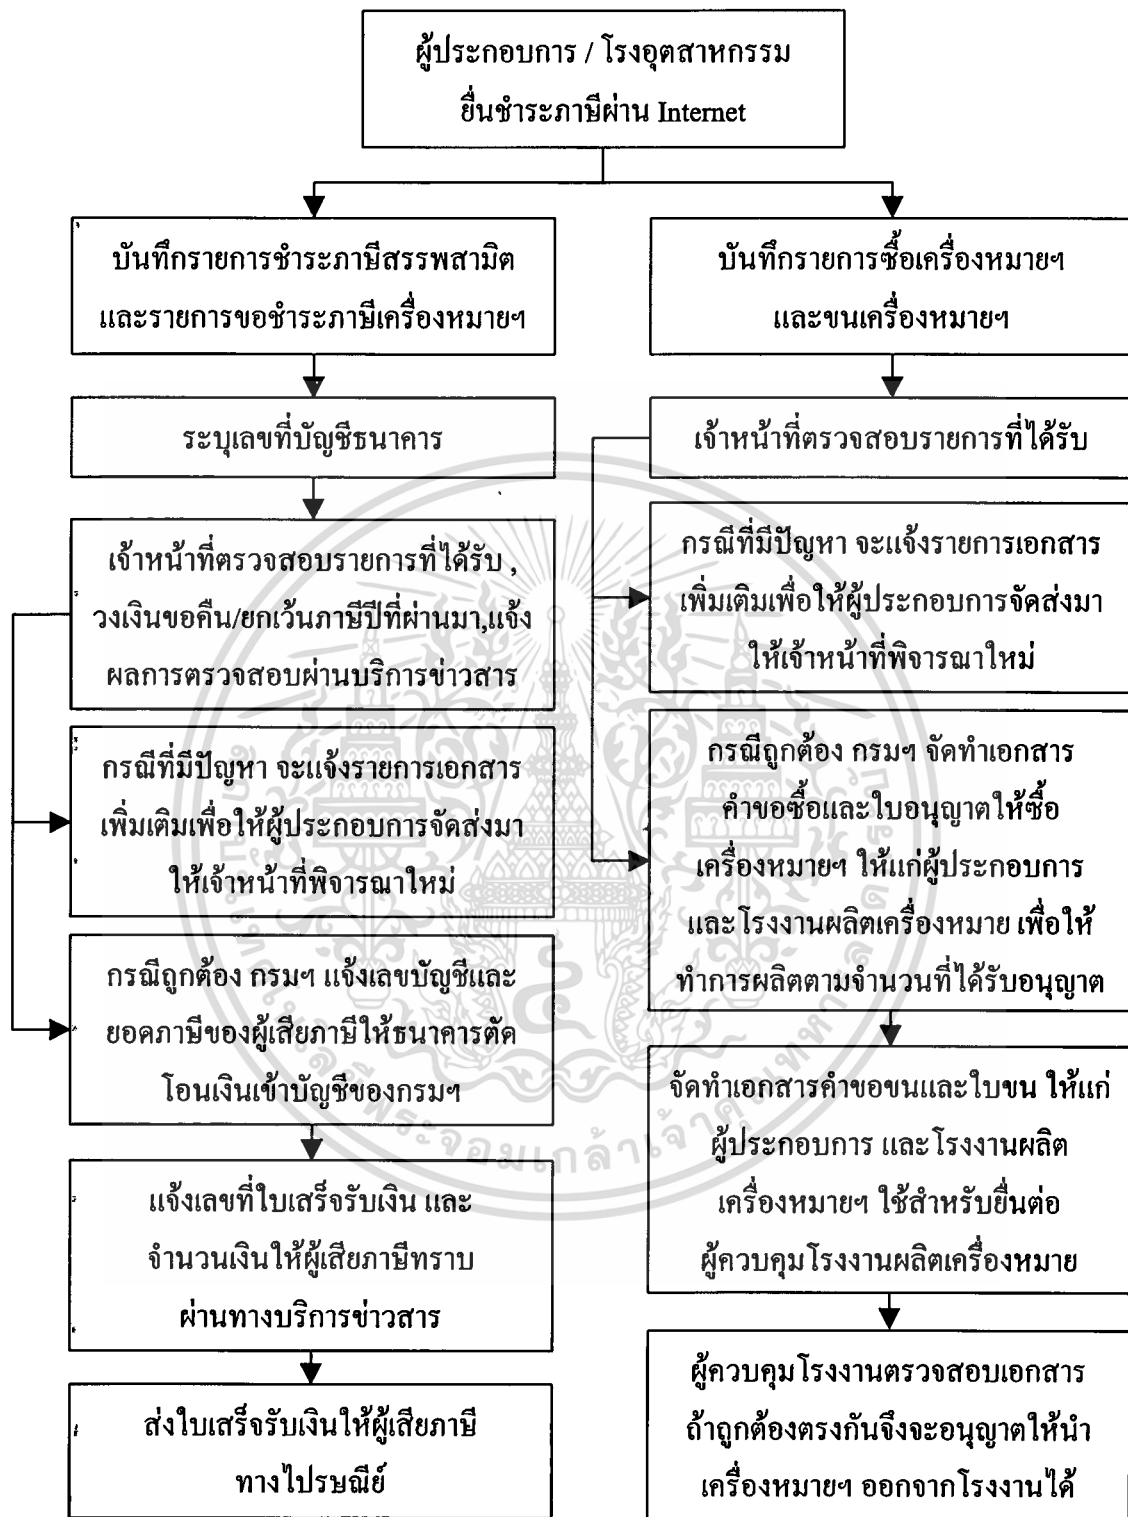 ผู้ประกอบการ / โรงอุตสาหกรรม
ยื่นชำระภาษีผ่าน Internet
บันทึกรายการชำระภาษีสรรพสามิต
และรายการขอชำระภาษีเครื่องหมายฯ
ระบุเลขที่บัญชีธนาคาร
เจ้าหน้าที่ตรวจสอบรายการที่ได้รับ ,
วงเงินขอคืน/ยกเว้นภาษีปีที่ผ่านมา,แจ้ง
ผลการตรวจสอบผ่านบริการข่าวสาร
กรณีที่มีปัญหา จะแจ้งรายการเอกสาร
เพิ่มเติมเพื่อให้ผู้ประกอบการจัดส่งมา
ให้เจ้าหน้าที่พิจารณาใหม่
กรณีถูกต้อง กรมฯ แจ้งเลขบัญชีและ
ยอดภาษีของผู้เสียภาษีให้ธนาคารตัด
โอนเงินเข้าบัญชีของกรมฯ
แจ้งเลขที่ใบเสร็จรับเงิน และ
จำนวนเงินให้ผู้เสียภาษีทราบ
ผ่านทางบริการข่าวสาร
ส่งใบเสร็จรับเงินให้ผู้เสียภาษี
ทางไปรษณีย์
บันทึกรายการซื้อเครื่องหมายฯ
และขนเครื่องหมายฯ
เจ้าหน้าที่ตรวจสอบรายการที่ได้รับ
กรณีที่มีปัญหา จะแจ้งรายการเอกสาร
เพิ่มเติมเพื่อให้ผู้ประกอบการจัดส่งมา
ให้เจ้าหน้าที่พิจารณาใหม่
กรณีถูกต้อง กรมฯ จัดทำเอกสาร
คำขอซื้อและใบอนุญาตให้ซื้อ
เครื่องหมายฯ ให้แก่ผู้ประกอบการ
และโรงงานผลิตเครื่องหมาย เพื่อให้
ทำการผลิตตามจำนวนที่ได้รับอนุญาต
จัดทำเอกสารคำขอขนและใบขน ให้แก่
ผู้ประกอบการ และโรงงานผลิต
เครื่องหมายฯ ใช้สำหรับยื่นต่อ
ผู้ควบคุมโรงงานผลิตเครื่องหมาย
ผู้ควบคุมโรงงานตรวจสอบเอกสาร
ถ้าถูกต้องตรงกันจึงจะอนุญาตให้นำ
เครื่องหมายฯ ออกจากโรงงานได้